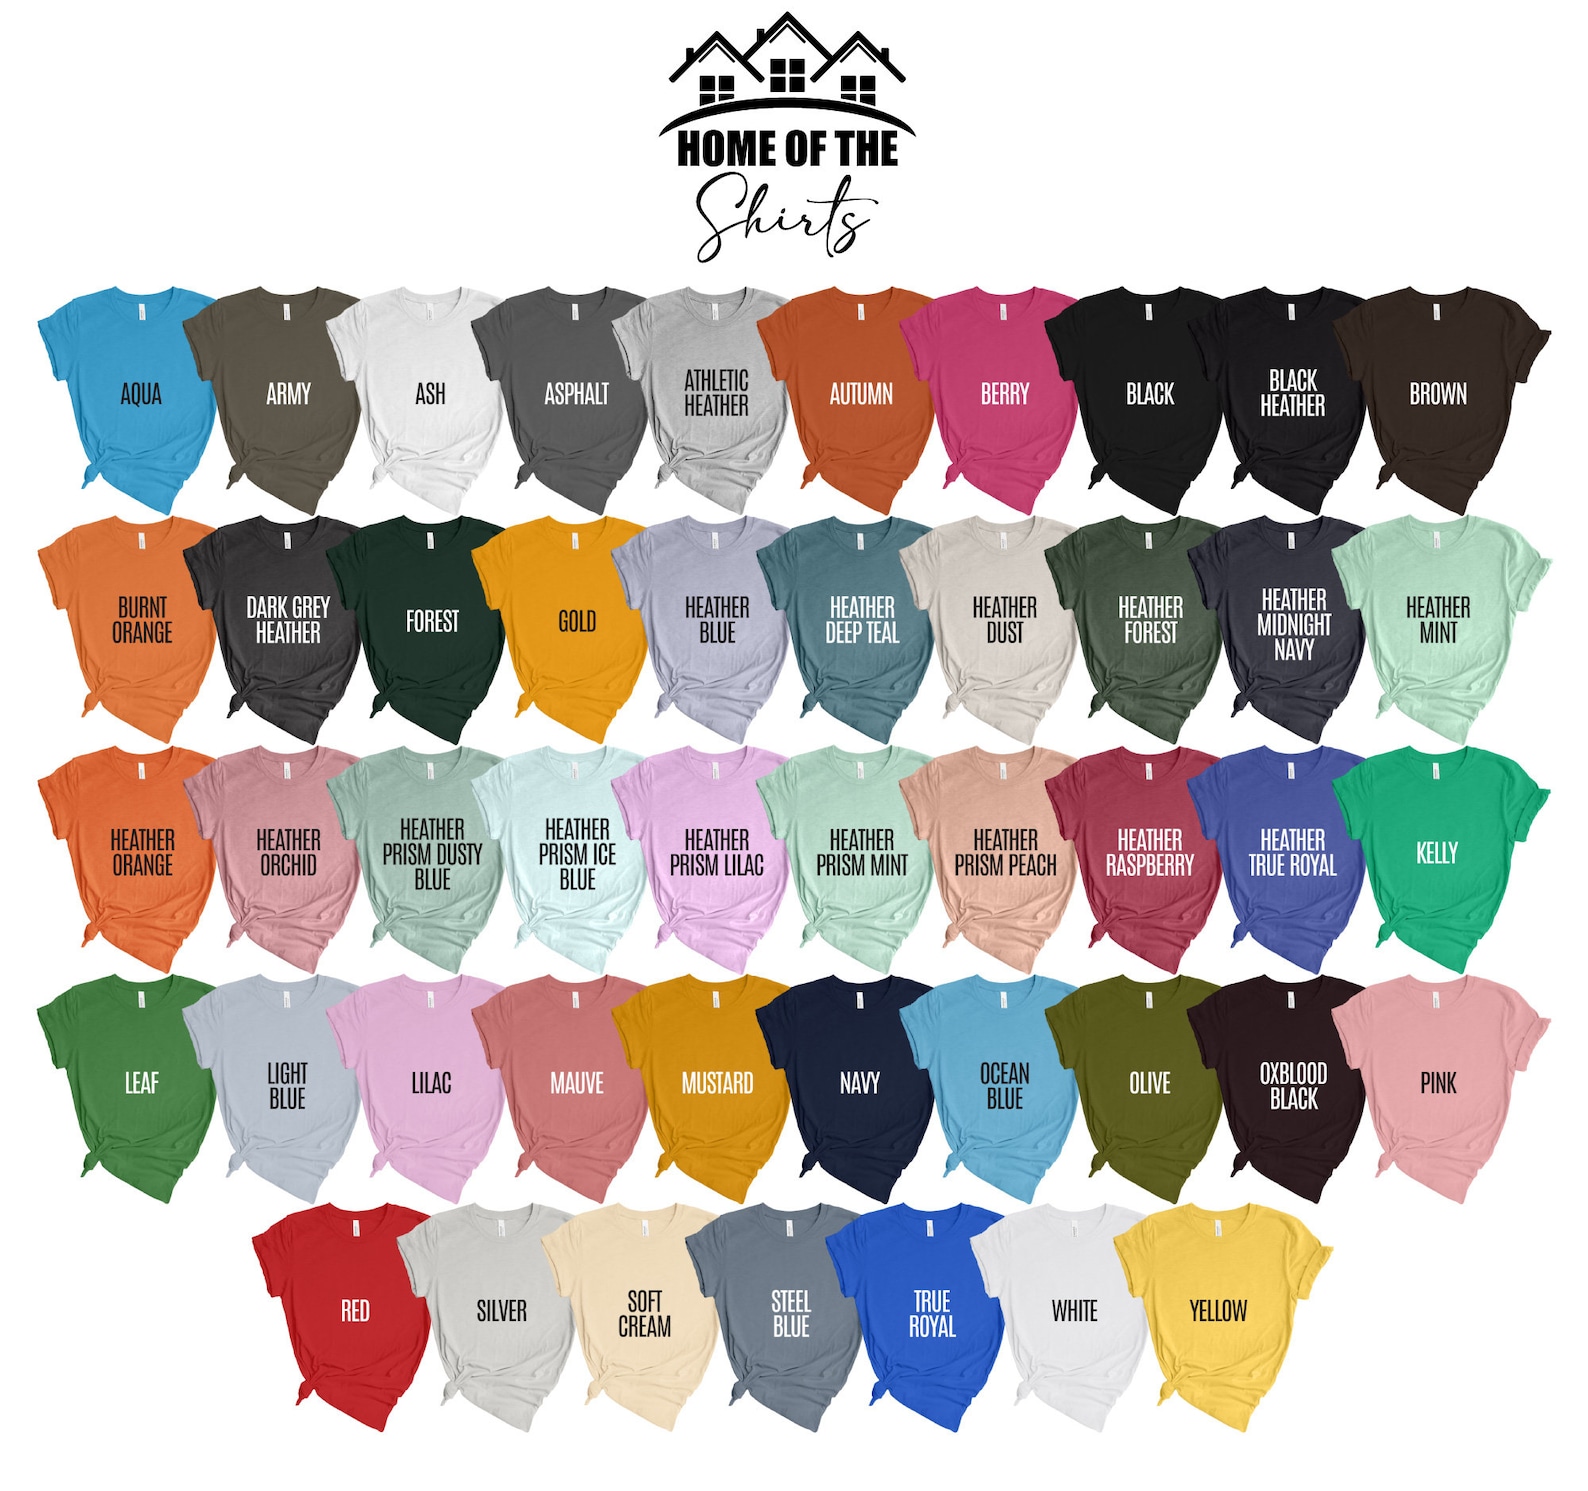 HOME OF THE
Shirts
AQUA
ARMY
ASH
ASPHALT
ATHLETIC
HEATHER
AUTUMN
BERRY
BLACK
BLACK
HEATHER
BROWN
BURNT
ORANGE
DARK GREY
HEATHER
FOREST
GOLD
HEATHER
BLUE
HEATHER
DEEP TEAL
HEATHER
DUST
HEATHER
FOREST
HEATHER
MIDNIGHT
NAVY
HEATHER
MINT
HEATHER
ORANGE
HEATHER
ORCHID
HEATHER
PRISM DUSTY
BLUE
HEATHER
PRISM ICE
BLUE
HEATHER
PRISM LILAC
HEATHER
PRISM MINT
HEATHER
PRISM PEACH
HEATHER
RASPBERRY
HEATHER
TRUE ROYAL
KELLY
LEAF
LIGHT
BLUE
LILAC
MAUVE
MUSTARD
NAVY
OCEAN
BLUE
OLIVE
OXBLOOD
BLACK
PINK
RED
SILVER
SOFT
CREAM
STEEL
BLUE
TRUE
ROYAL
WHITE
YELLOW